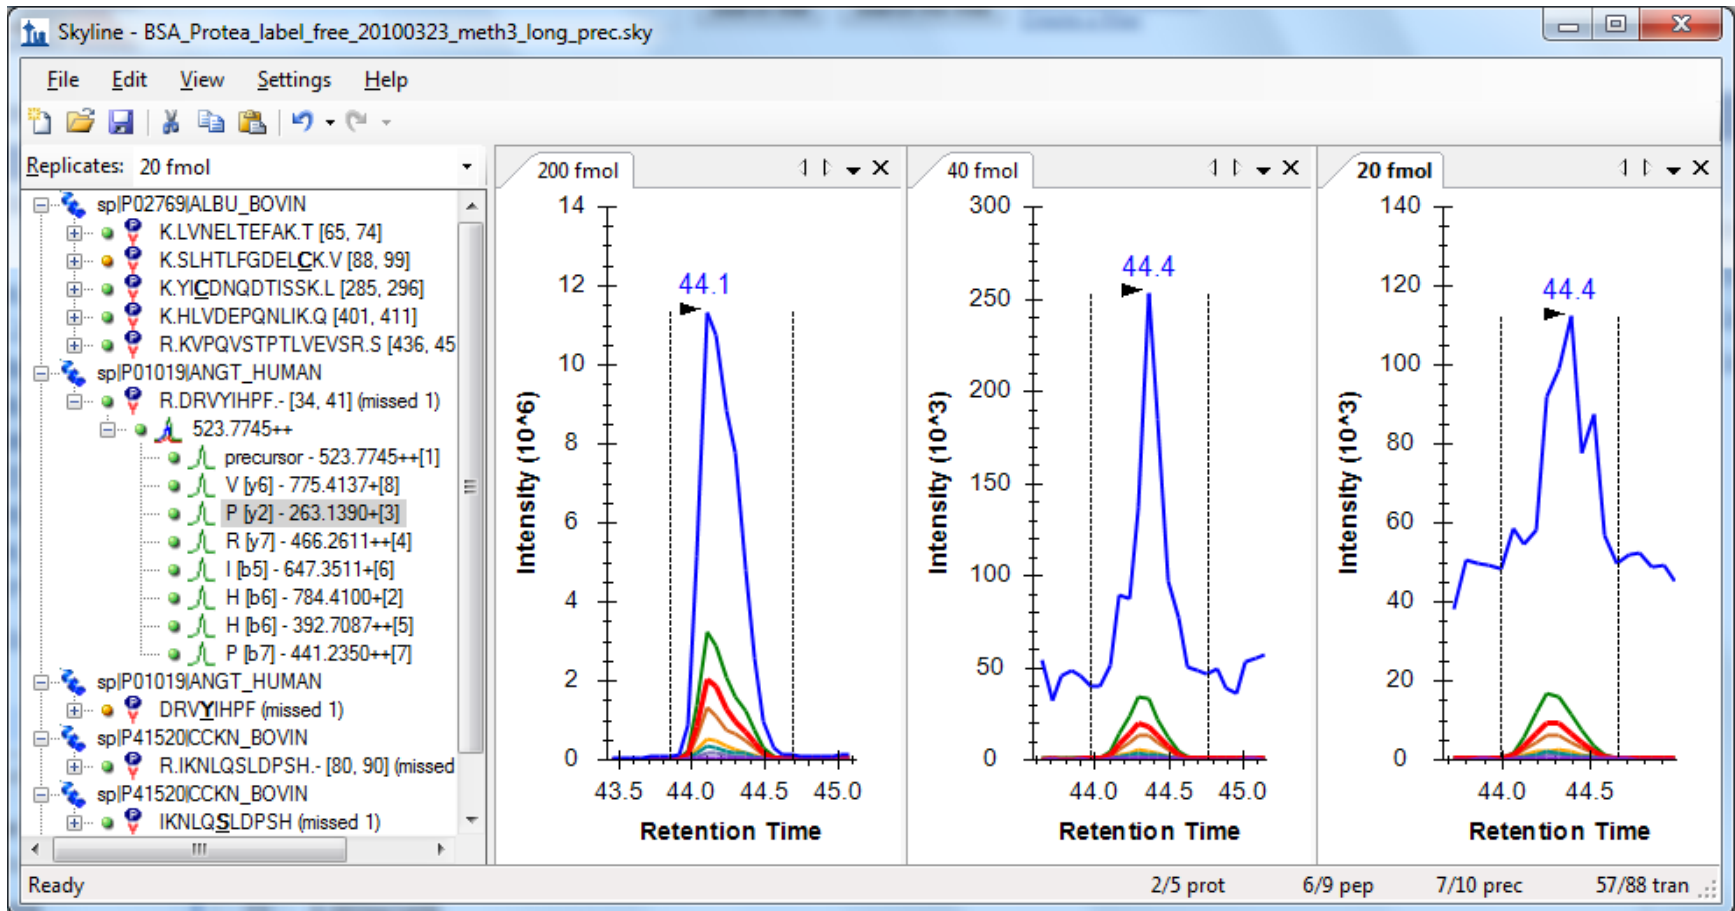 Skyline - BSA_Protea_label_free_20100323_meth3_long_prec.sky
File Edit View Settings Help
Replicates: 20 fmol
sp|P02769|ALBU_BOVIN
K.LVNELTEFAK.T [65, 74]
K.SLHTLFGDELCK.V [88, 99]
K.YICDNQDTISSK.L [285, 296]
K.HLVDEPQNLIK.Q [401, 411]
R.KVPQVSTPTLVEVSR.S [436, 45
sp|P01019|ANGT_HUMAN
R.DRVYIHPF.- [34, 41] (missed 1)
523.7745++
precursor - 523.7745++[1]
V [y6] - 775.4137+[8]
P [y2] - 263.1390+[3]
R [y7] - 466.2611++[4]
I [b5] - 647.3511+[6]
H [b6] - 784.4100+[2]
H [b6] - 392.7087++[5]
P [b7] - 441.2350++[7]
sp|P01019|ANGT_HUMAN
DRVYIHPF (missed 1)
sp|P41520|CCKN_BOVIN
R.IKNLQSLDPSH.- [80, 90] (missed
sp|P41520|CCKN_BOVIN
IKNLQSLDPSH (missed 1)
200 fmol
14
12
10
8
6
4
2
0
Intensity (10^6)
44.1
43.5 44.0 44.5 45.0
Retention Time
40 fmol
300
250
200
150
100
50
0
Intensity (10^3)
44.4
44.0 44.5 45.0
Retention Time
20 fmol
140
120
100
80
60
40
20
0
Intensity (10^3)
44.4
44.0 44.5
Retention Time
Ready 2/5 prot 6/9 pep 7/10 prec 57/88 tran